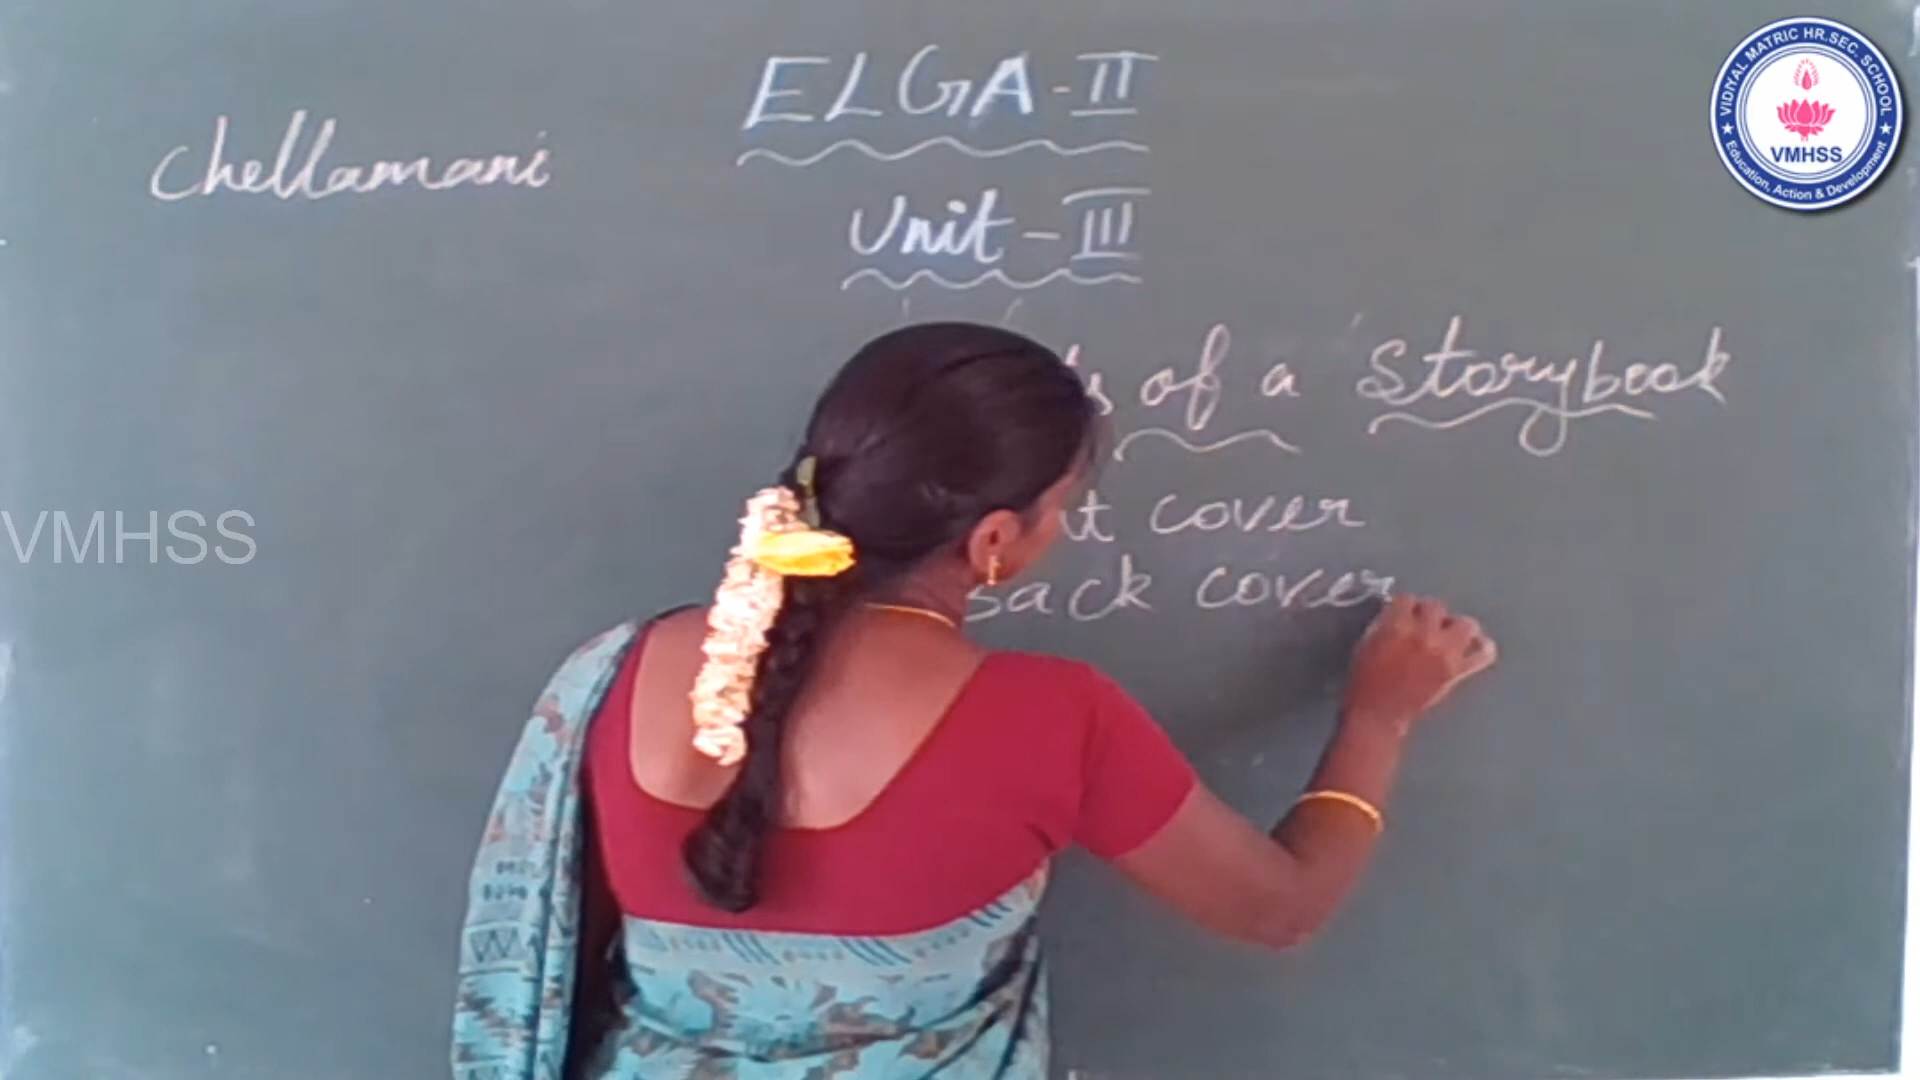 ELGA-II
Chellamani
Unit-III
of a Storybook
cover
Back cover
VMHSS
VIDIYAL MATRIC HR.SEC. SCHOOL
VMHSS
Education, Action & Development